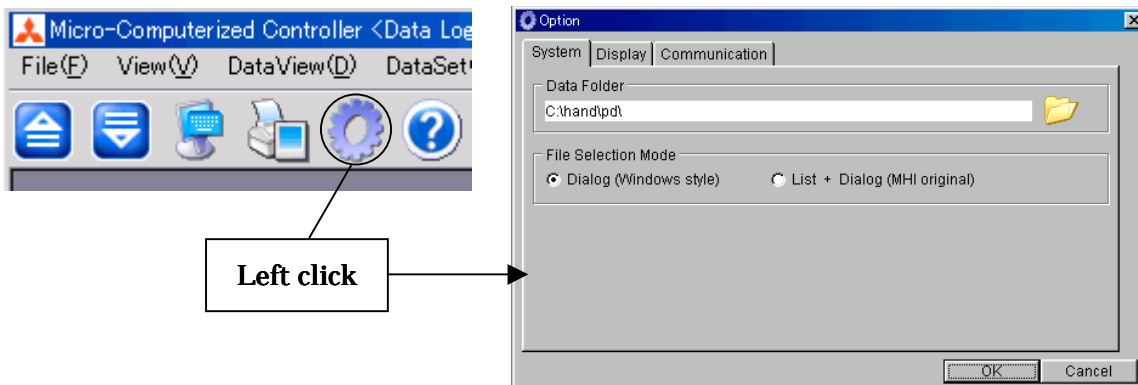 Micro-Computerized Controller <Data Log
File(F) View(V) DataView(D) DataSet
Left click
Option
System Display Communication
Data Folder
C:\hand\pd\
File Selection Mode
Dialog (Windows style) List + Dialog (MHI original)
OK Cancel